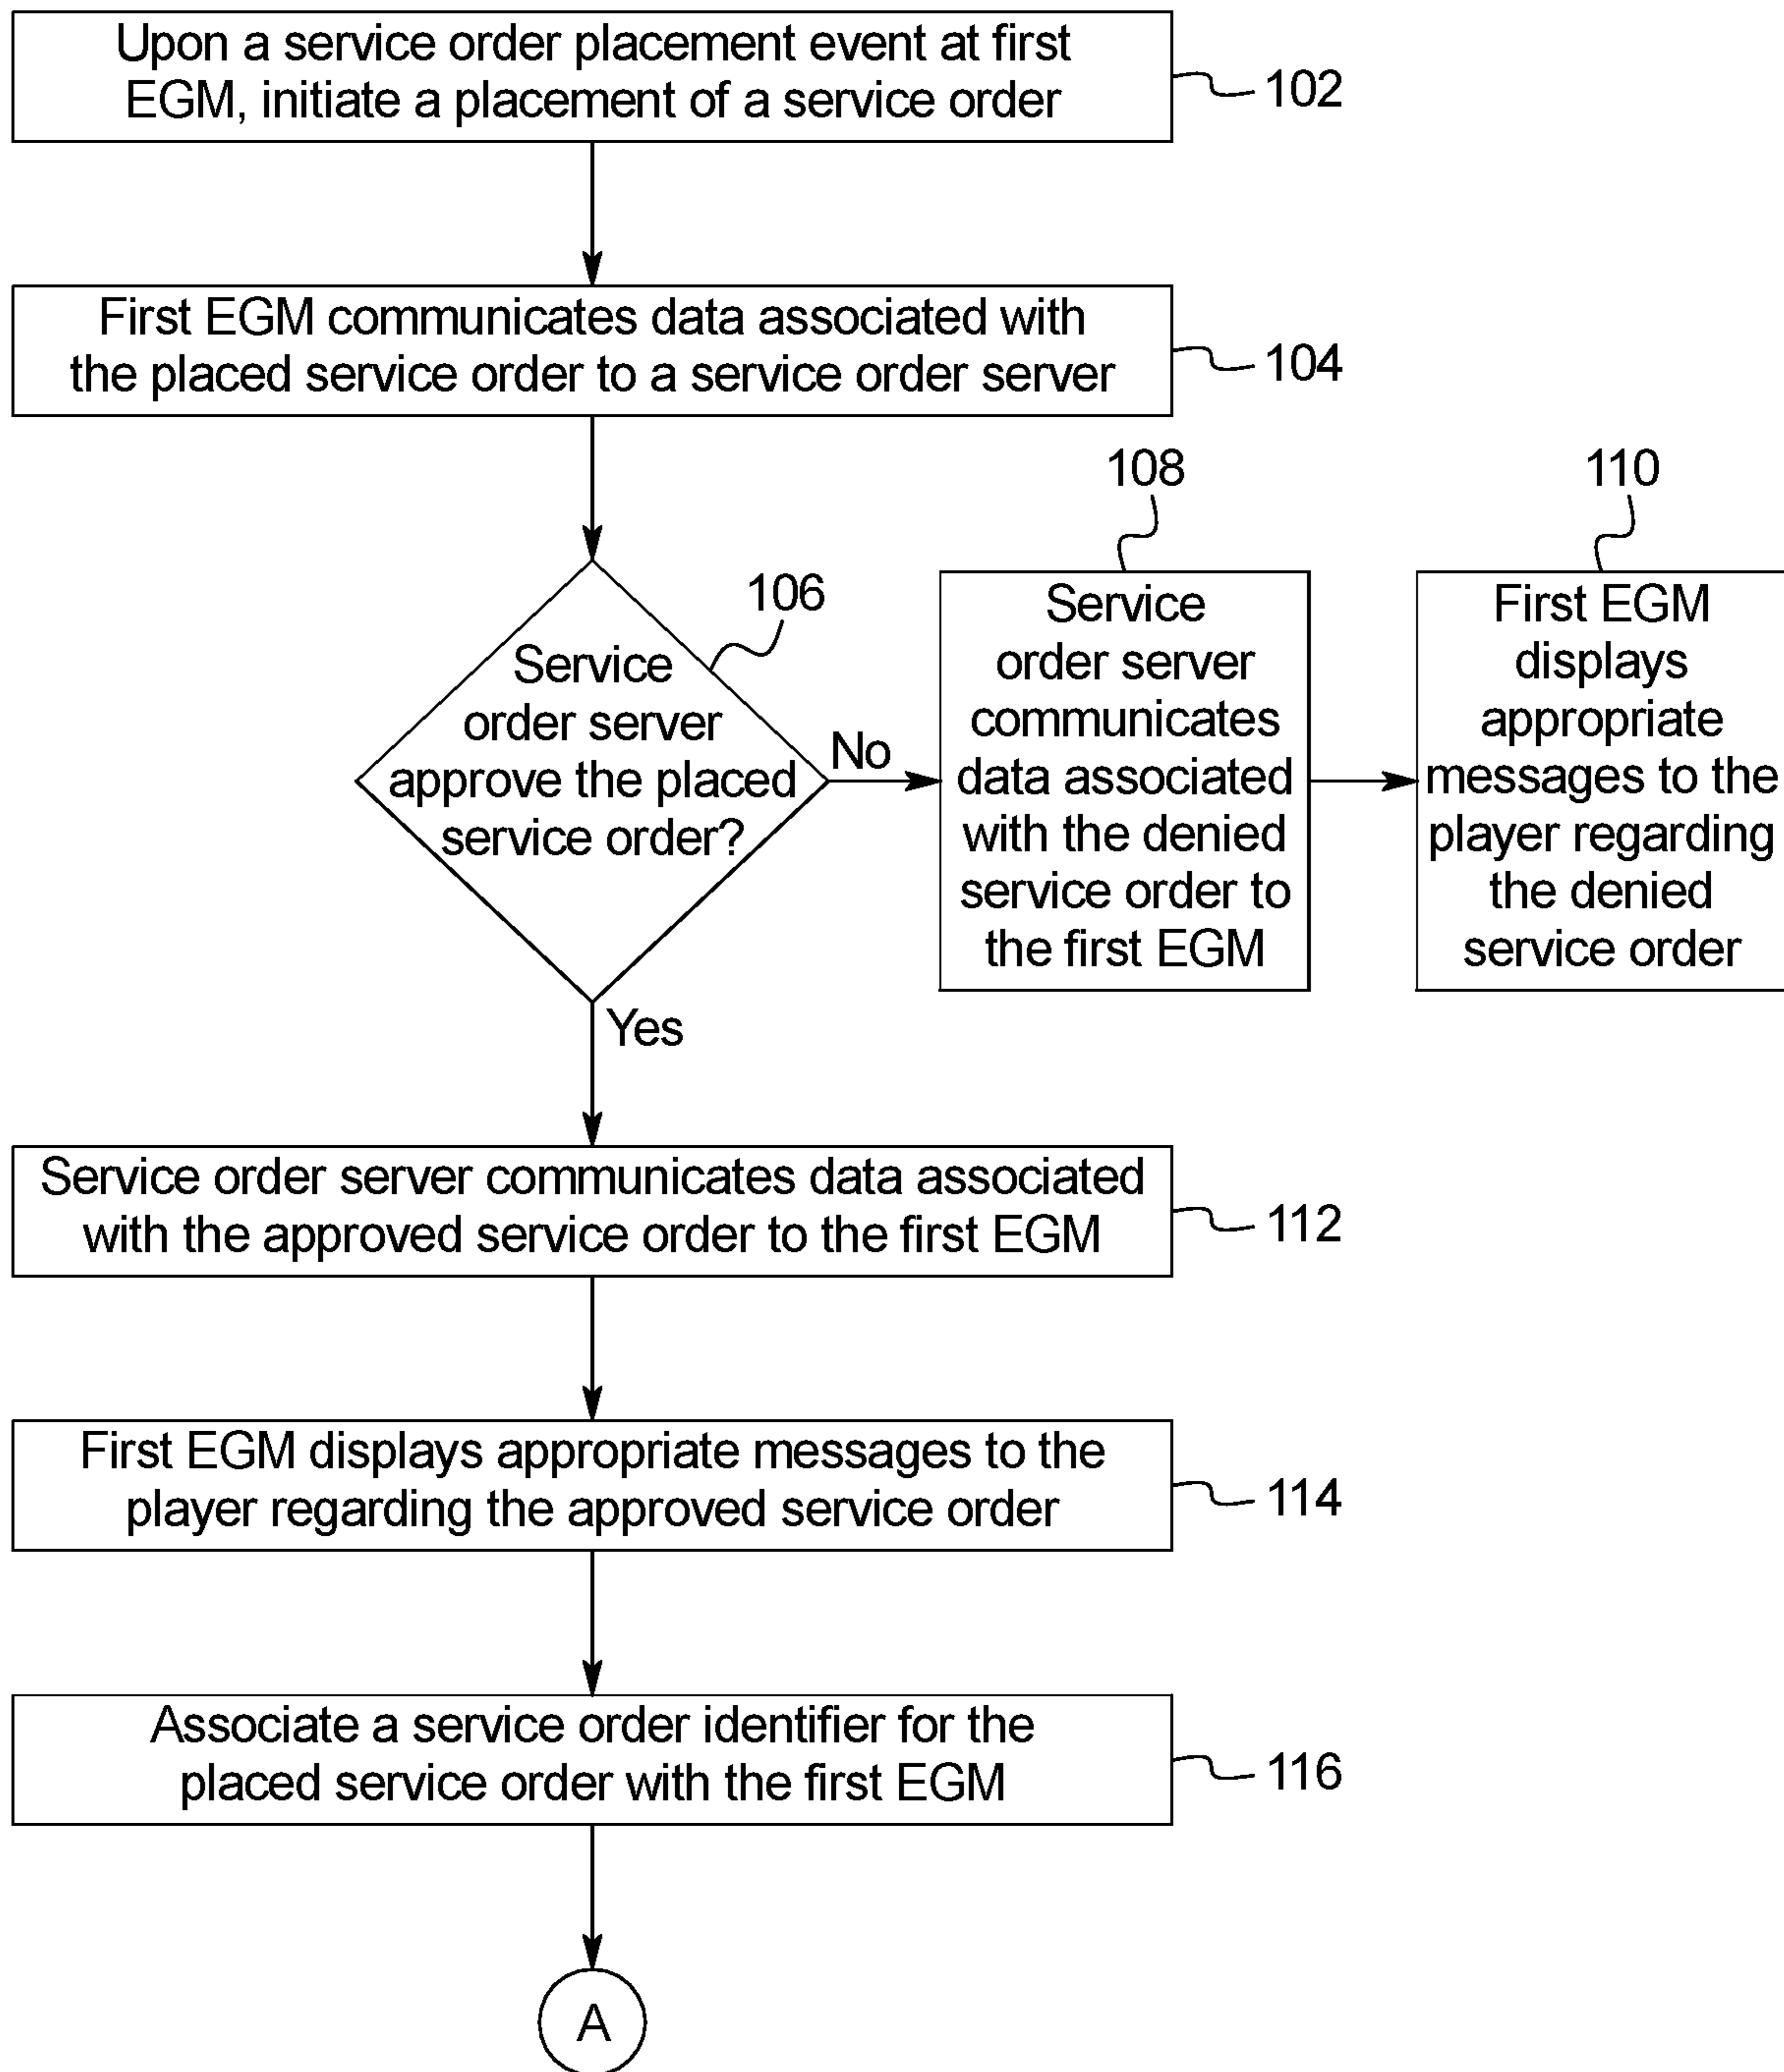 Upon a service order placement event at first
EGM, initiate a placement of a service order
102
First EGM communicates data associated with
the placed service order to a service order server
104
106
Service
order server
approve the placed
service order?
No
108
Service
order server
communicates
data associated
with the denied
service order to
the first EGM
110
First EGM
displays
appropriate
messages to the
player regarding
the denied
service order
Yes
Service order server communicates data associated
with the approved service order to the first EGM
112
First EGM displays appropriate messages to the
player regarding the approved service order
114
Associate a service order identifier for the
placed service order with the first EGM
116
A